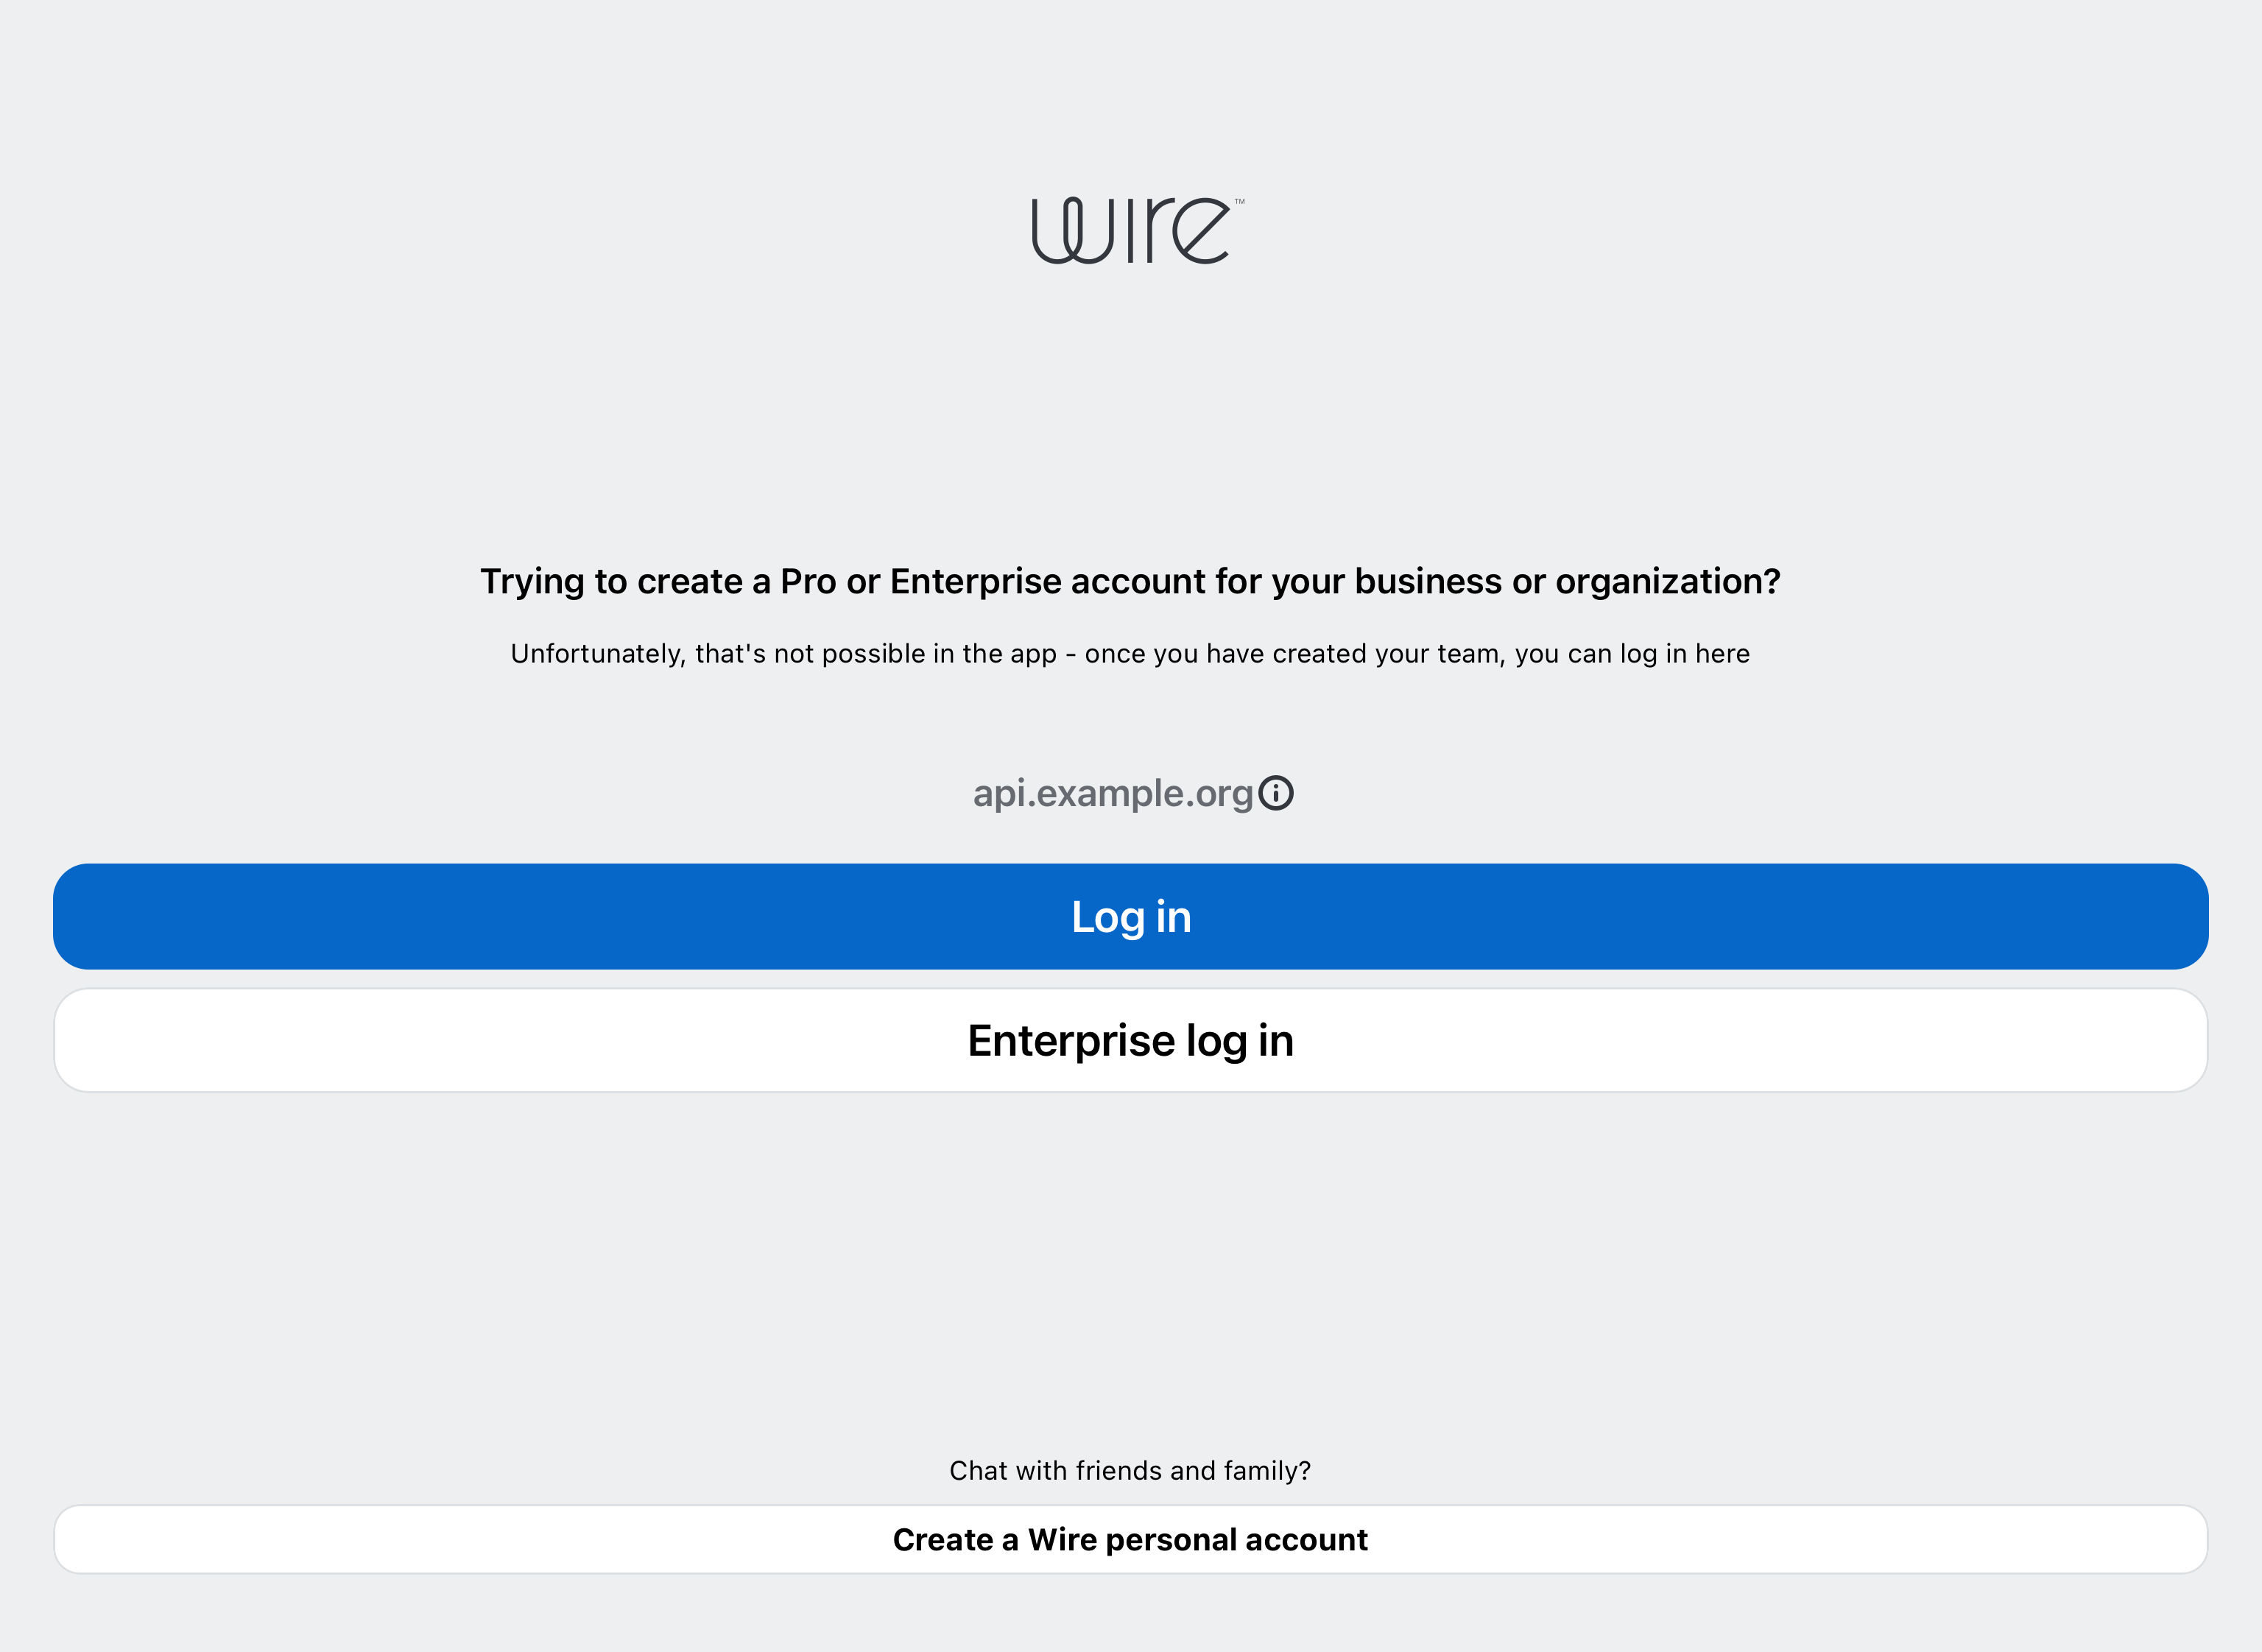 wire™
Trying to create a Pro or Enterprise account for your business or organization?
Unfortunately, that's not possible in the app - once you have created your team, you can log in here
api.example.org
Log in
Enterprise log in
Chat with friends and family?
Create a Wire personal account